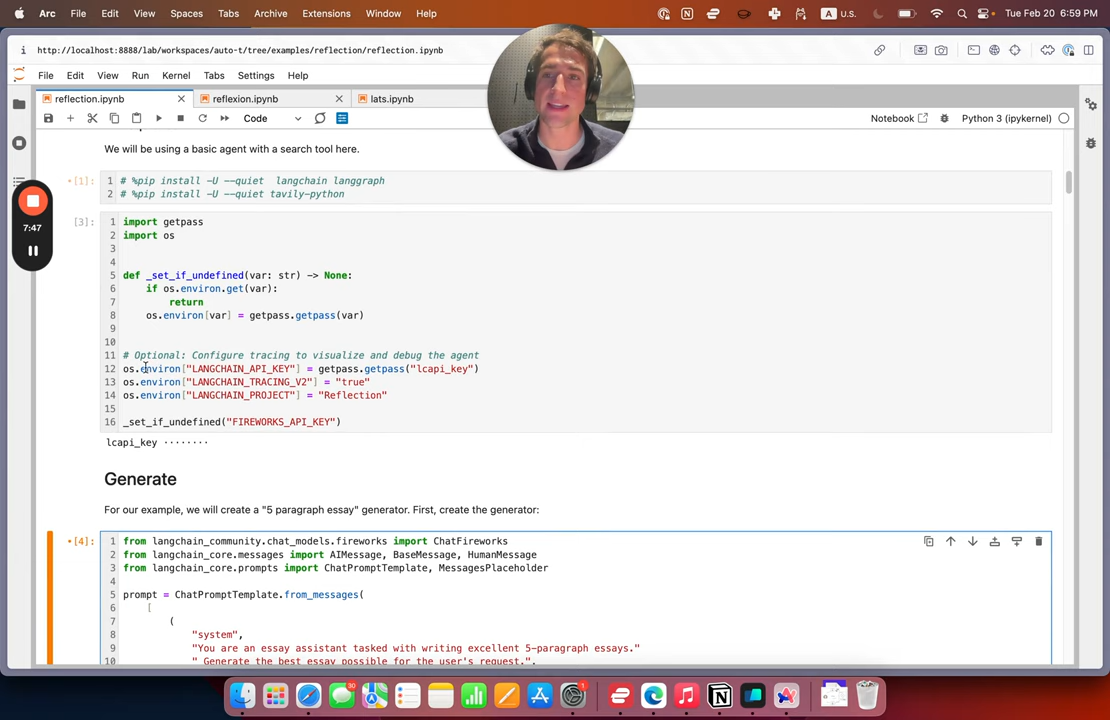 Arc File Edit View Spaces Tabs Archive Extensions Window Help A U.S. Tue Feb 20 6:59 PM
http://localhost:8888/lab/workspaces/auto-t/tree/examples/reflection/reflection.ipynb
File Edit View Run Kernel Tabs Settings Help
reflection.ipynb reflexion.ipynb lats.ipynb
Code Notebook Python 3 (ipykernel)
We will be using a basic agent with a search tool here.
[1]: 1 # %pip install -U --quiet langchain langgraph
2 # %pip install -U --quiet tavily-python
7:47
[3]: 1 import getpass
2 import os
3
4
5 def _set_if_undefined(var: str) -> None:
6 if os.environ.get(var):
7 return
8 os.environ[var] = getpass.getpass(var)
9
10
11 # Optional: Configure tracing to visualize and debug the agent
12 os.environ["LANGCHAIN_API_KEY"] = getpass.getpass("lcapi_key")
13 os.environ["LANGCHAIN_TRACING_V2"] = "true"
14 os.environ["LANGCHAIN_PROJECT"] = "Reflection"
15
16 _set_if_undefined("FIREWORKS_API_KEY")
lcapi_key ········
Generate
For our example, we will create a "5 paragraph essay" generator. First, create the generator:
[4]: 1 from langchain_community.chat_models.fireworks import ChatFireworks
2 from langchain_core.messages import AIMessage, BaseMessage, HumanMessage
3 from langchain_core.prompts import ChatPromptTemplate, MessagesPlaceholder
4
5 prompt = ChatPromptTemplate.from_messages(
6 [
7 (
8 "system",
9 "You are an essay assistant tasked with writing excellent 5-paragraph essays."
10 " Generate the best essay possible for the user's request.",